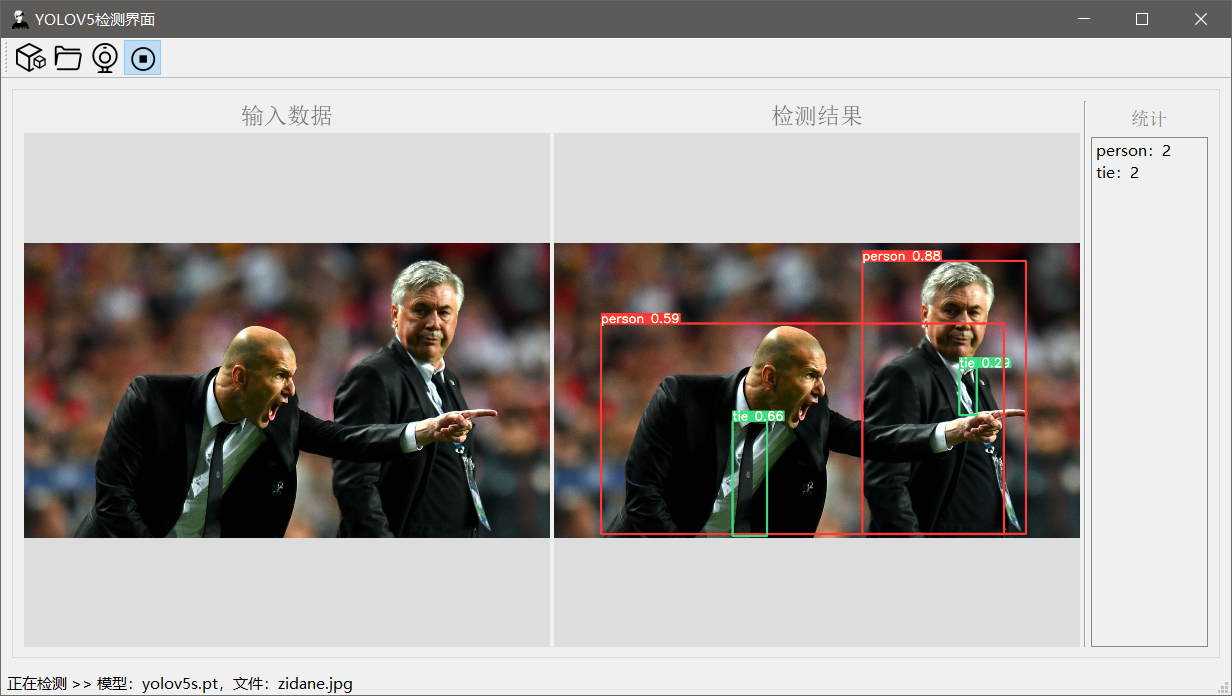 YOLOV5检测界面
输入数据
检测结果
统计
person：2
tie：2
person 0.88
person 0.59
tie 0.29
tie 0.66
正在检测 >> 模型：yolov5s.pt，文件：zidane.jpg